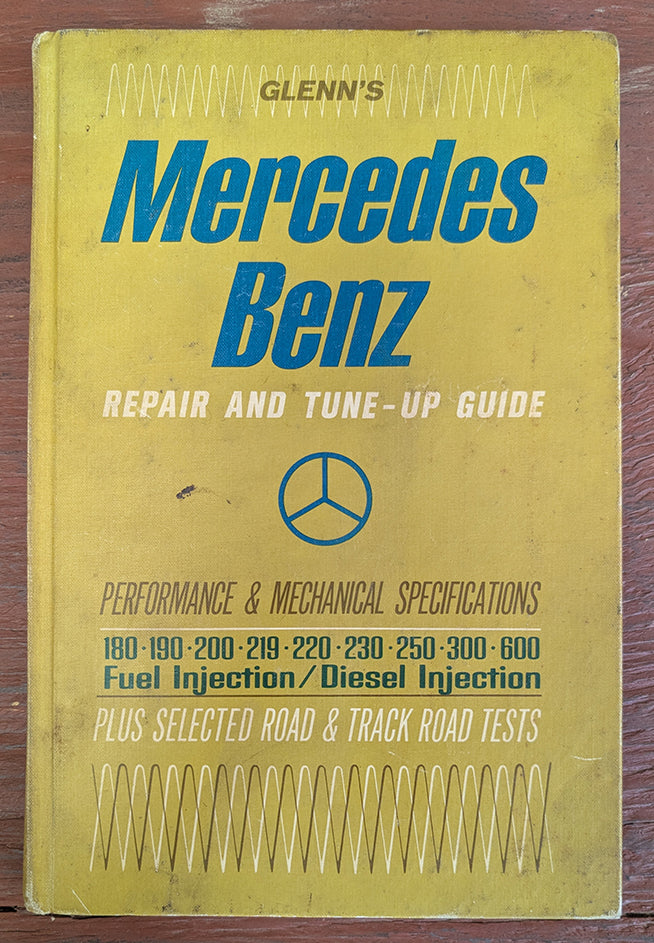 GLENN'S
Mercedes
Benz
REPAIR AND TUNE-UP GUIDE
PERFORMANCE & MECHANICAL SPECIFICATIONS
180·190·200·219·220·230·250·300·600
Fuel Injection/Diesel Injection
PLUS SELECTED ROAD & TRACK ROAD TESTS